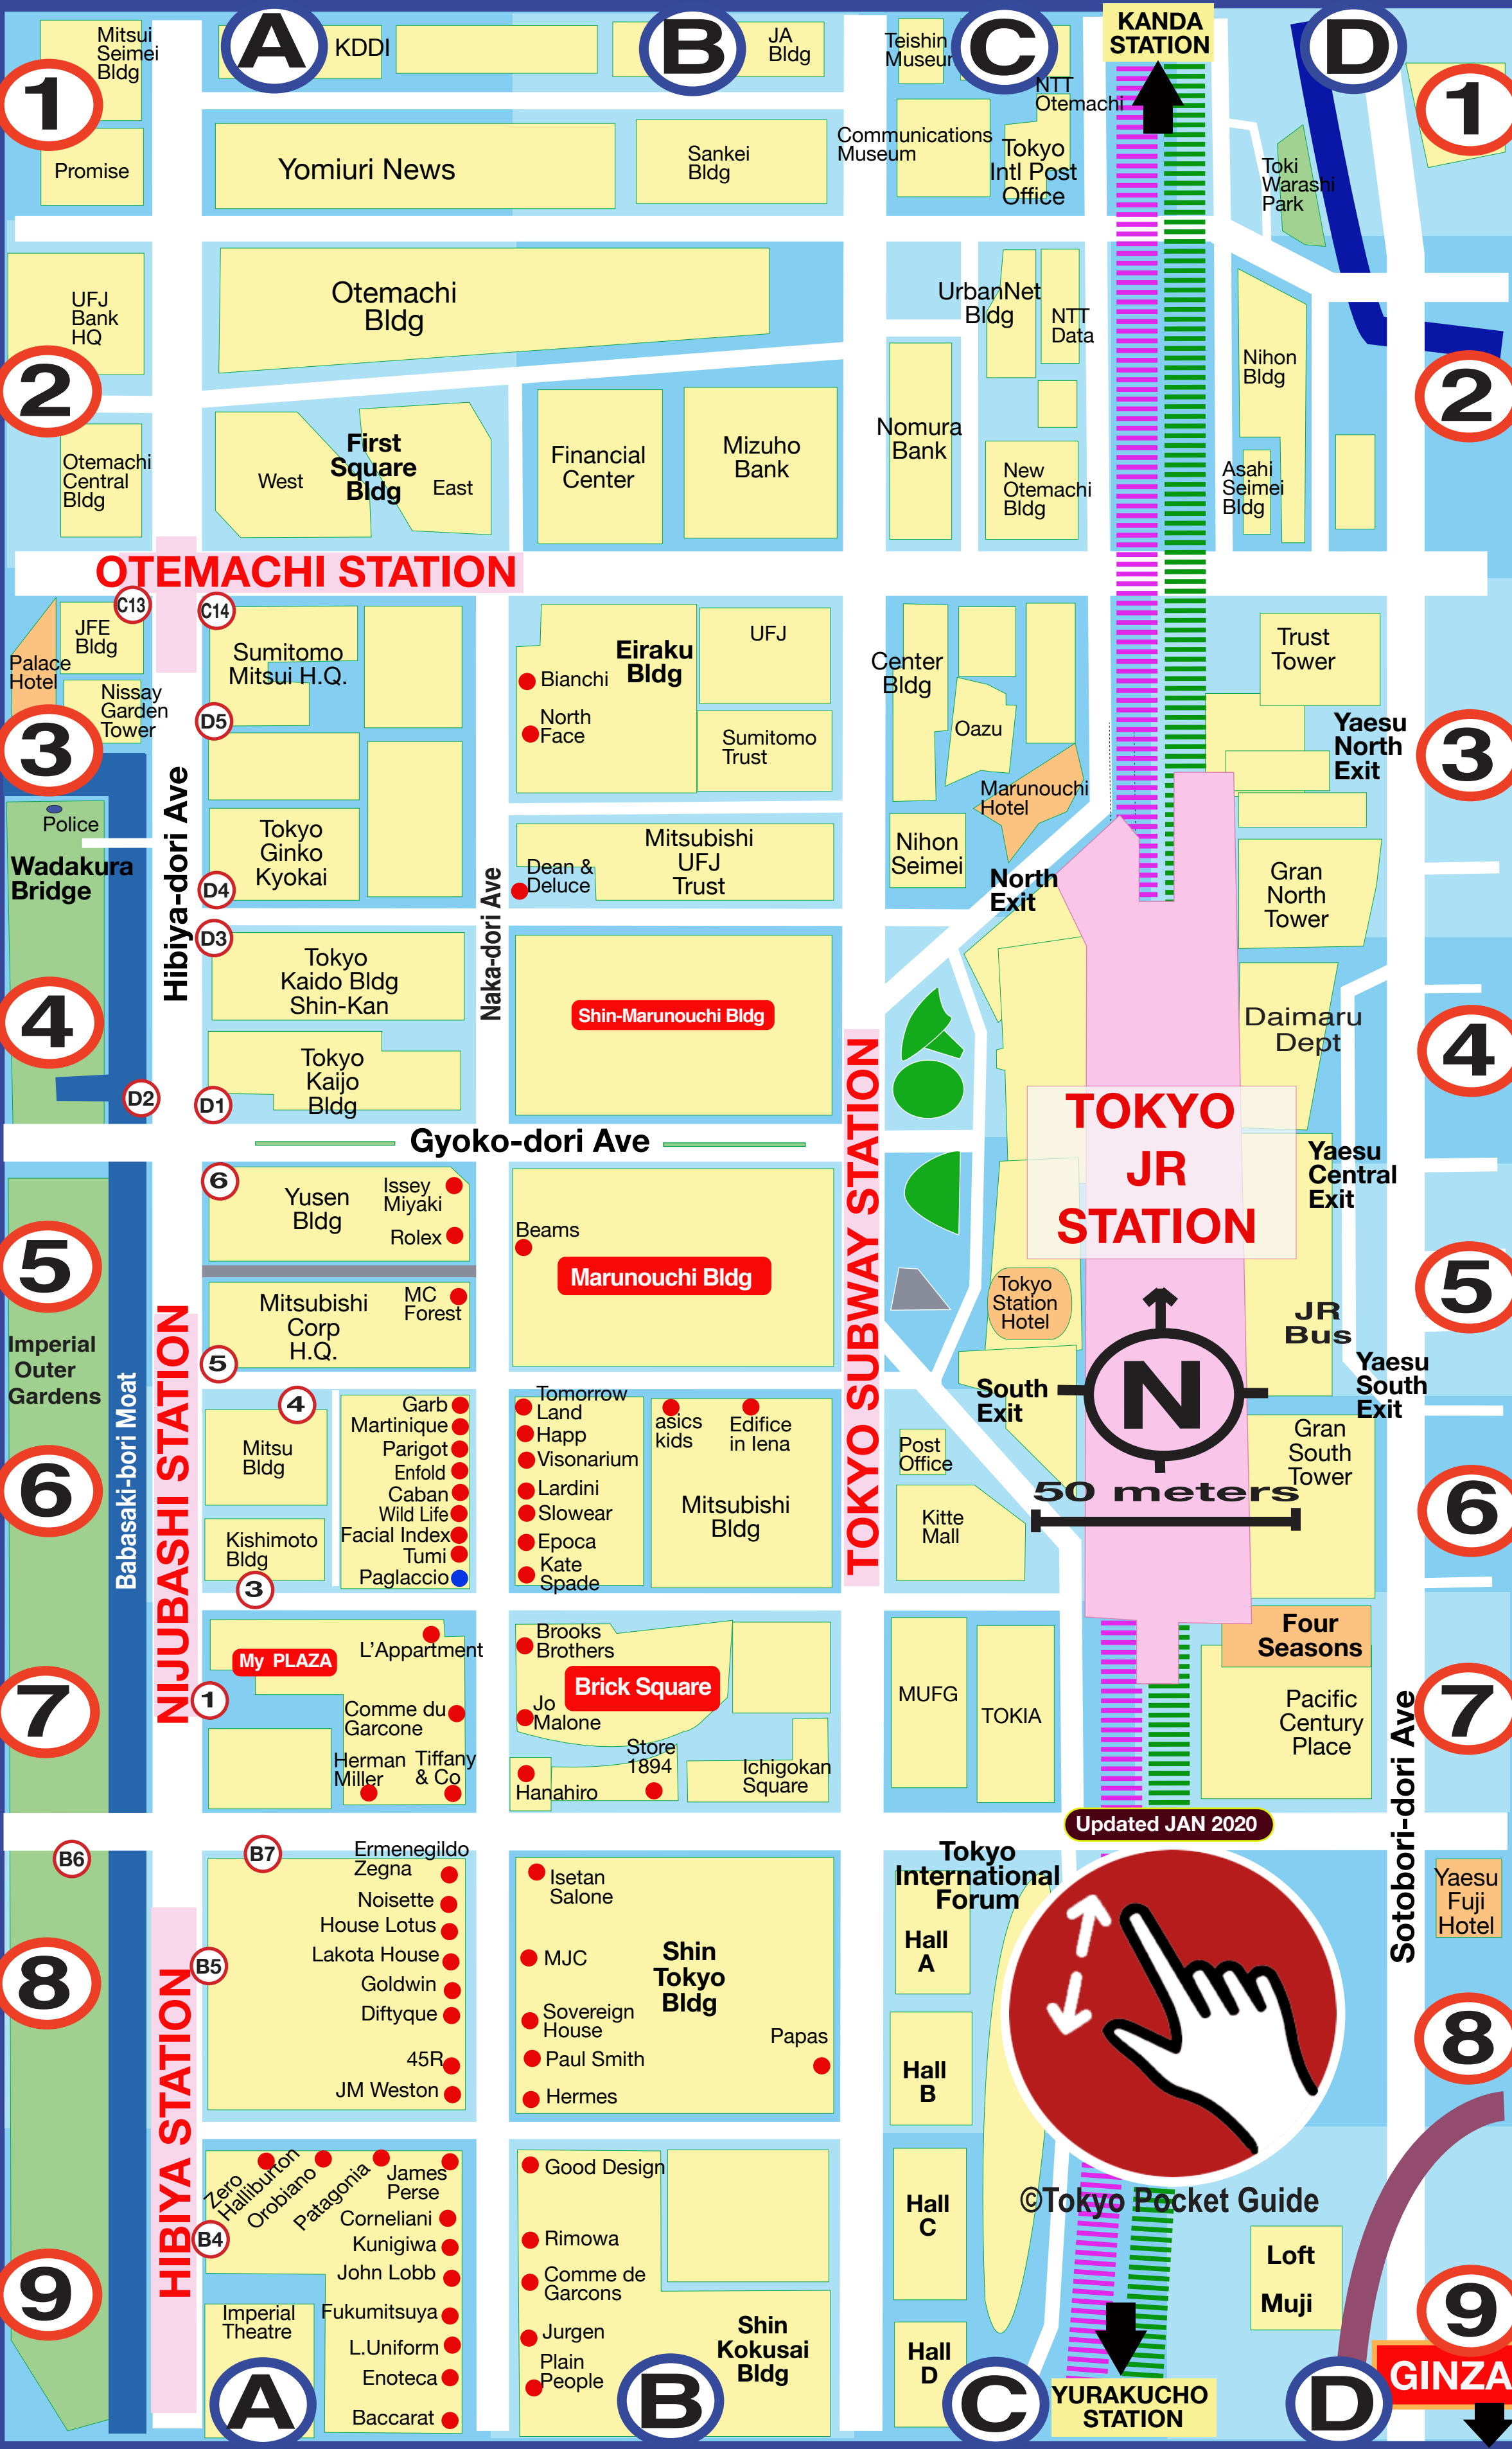 KANDA
STATION
A
B
C
D
1
1
Mitsui
Seimei
Bldg
KDDI
JA
Bldg
Teishin
Museum
NTT
Otemachi
Promise
Yomiuri News
Sankei
Bldg
Communications
Museum
Tokyo
Intl Post
Office
Toki
Warashi
Park
UFJ
Bank
HQ
Otemachi
Bldg
UrbanNet
Bldg
NTT
Data
Nihon
Bldg
2
2
Otemachi
Central
Bldg
West
First
Square
Bldg
East
Financial
Center
Mizuho
Bank
Nomura
Bank
New
Otemachi
Bldg
Asahi
Seimei
Bldg
OTEMACHI STATION
C13
C14
JFE
Bldg
Palace
Hotel
Nissay
Garden
Tower
Sumitomo
Mitsui H.Q.
D5
Bianchi
North
Face
Eiraku
Bldg
UFJ
Sumitomo
Trust
Center
Bldg
Oazu
Marunouchi
Hotel
Trust
Tower
Yaesu
North
Exit
3
3
Police
Wadakura
Bridge
Hibiya-dori Ave
Tokyo
Ginko
Kyokai
D4
Naka-dori Ave
Dean &
Deluce
Mitsubishi
UFJ
Trust
Nihon
Seimei
North
Exit
Gran
North
Tower
D3
Tokyo
Kaido Bldg
Shin-Kan
Shin-Marunouchi Bldg
Daimaru
Dept
4
4
Tokyo
Kaijo
Bldg
D2
D1
TOKYO SUBWAY STATION
TOKYO
JR
STATION
Gyoko-dori Ave
Yaesu
Central
Exit
6
Yusen
Bldg
Issey
Miyaki
Rolex
Beams
Marunouchi Bldg
5
5
Mitsubishi
Corp
H.Q.
MC
Forest
5
Tokyo
Station
Hotel
JR
Bus
Imperial
Outer
Gardens
Babasaki-bori Moat
NIJUBASHI STATION
N
South
Exit
Yaesu
South
Exit
4
Mitsu
Bldg
Garb
Martinique
Parigot
Enfold
Caban
Wild Life
Facial Index
Tumi
Paglaccio
Kishimoto
Bldg
3
Tomorrow
Land
Happ
Visonarium
Lardini
Slowear
Epoca
Kate
Spade
asics
kids
Edifice
in Iena
Mitsubishi
Bldg
Post
Office
Kitte
Mall
Gran
South
Tower
50 meters
6
6
My PLAZA
L'Appartment
1
Comme du
Garcone
Herman
Miller
Tiffany
& Co
Brooks
Brothers
Brick Square
Jo
Malone
Store
1894
Hanahiro
Ichigokan
Square
MUFG
TOKIA
Four
Seasons
Pacific
Century
Place
7
7
Sotobori-dori Ave
Updated JAN 2020
B6
B7
Ermenegildo
Zegna
Noisette
House Lotus
Lakota House
Goldwin
Diftyque
45R
JM Weston
B5
Isetan
Salone
MJC
Sovereign
House
Paul Smith
Hermes
Shin
Tokyo
Bldg
Papas
Tokyo
International
Forum
Hall
A
Hall
B
Yaesu
Fuji
Hotel
8
8
HIBIYA STATION
Zero
Halliburton
Orobiano
Patagonia
James
Perse
Corneliani
Kunigiwa
John Lobb
Fukumitsuya
L.Uniform
Enoteca
Baccarat
B4
Imperial
Theatre
Good Design
Rimowa
Comme de
Garcons
Jurgen
Plain
People
Shin
Kokusai
Bldg
Hall
C
Hall
D
©Tokyo Pocket Guide
Loft
Muji
9
9
GINZA
A
B
C
YURAKUCHO
STATION
D